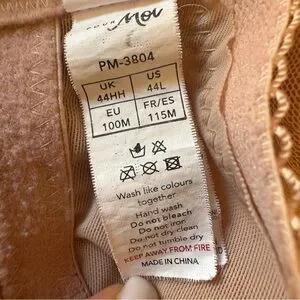 POUR
Moi
PM-3804
UK US
44HH 44L
EU FR/ES
100M 115M
Wash like colours
together
Hand wash
Do not bleach
Do not iron
Do not dry clean
Do not tumble dry
KEEP AWAY FROM FIRE
MADE IN CHINA